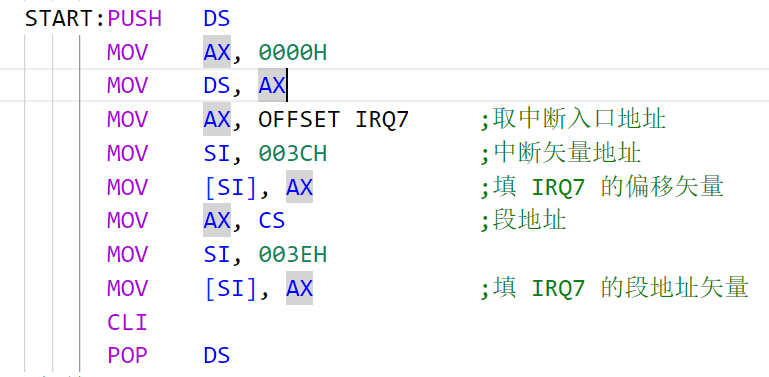 START:PUSH DS
MOV AX, 0000H
MOV DS, AX
MOV AX, OFFSET IRQ7 ;取中断入口地址
MOV SI, 003CH ;中断矢量地址
MOV [SI], AX ;填 IRQ7 的偏移矢量
MOV AX, CS ;段地址
MOV SI, 003EH
MOV [SI], AX ;填 IRQ7 的段地址矢量
CLI
POP DS